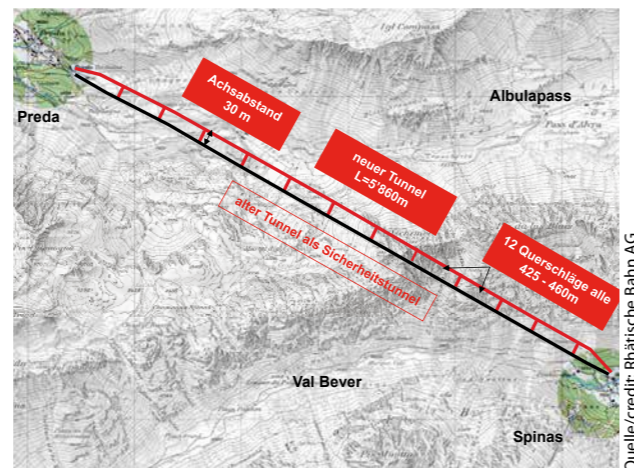 Preda
Achsabstand
30 m
Albulapass
neuer Tunnel
L=5'860m
alter Tunnel als Sicherheitstunnel
12 Querschläge alle
425 - 460m
Val Bever
Spinas
Quelle/credit: Rhätische Bahn AG